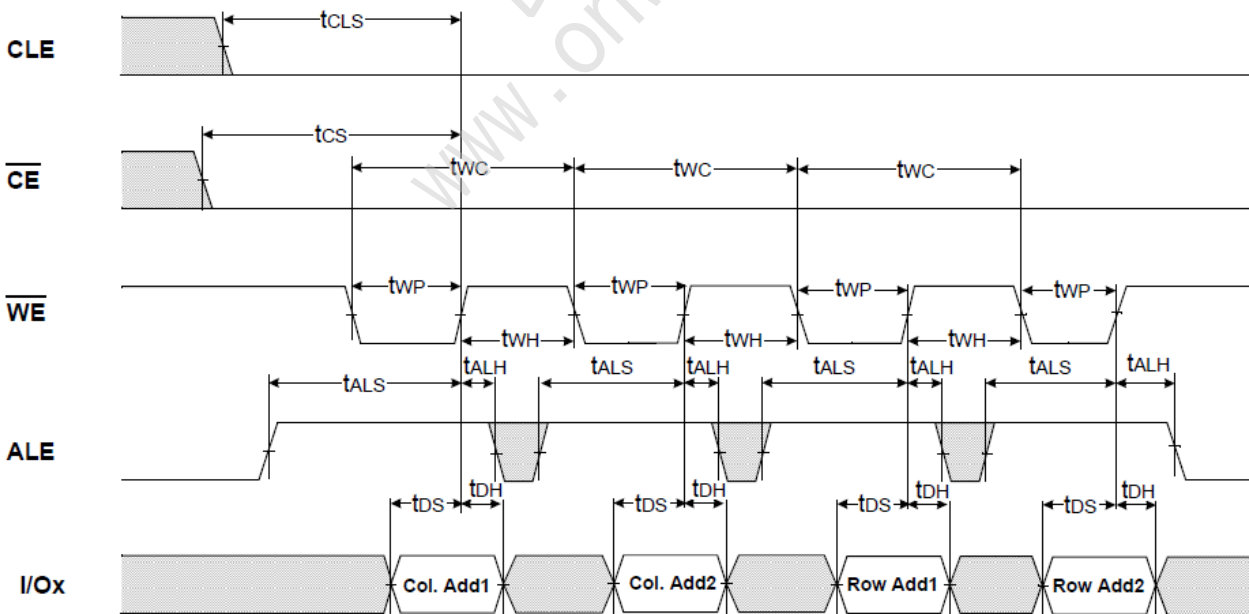 www.orn
CLE tCLS
tCS
CE tWC tWC tWC
WE tWP tWP tWP tWP
tWH tWH tWH
tALS tALH tALS tALH tALS tALH tALS tALH
ALE
tDS tDH tDS tDH tDS tDH tDS tDH
I/Ox Col. Add1 Col. Add2 Row Add1 Row Add2